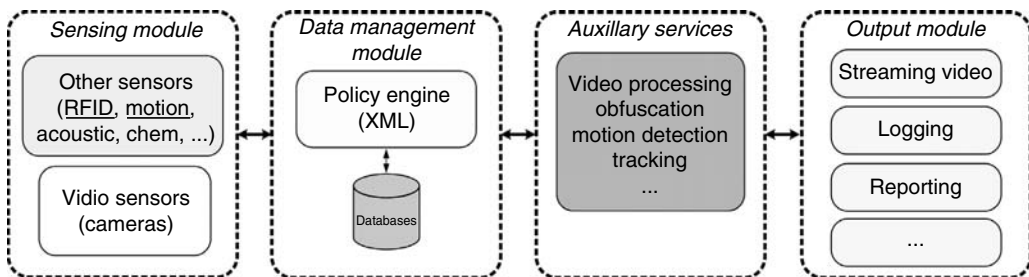 Sensing module
Other sensors
(RFID, motion,
acoustic, chem, ...)
Vidio sensors
(cameras)
Data management
module
Policy engine
(XML)
Databases
Auxillary services
Video processing
obfuscation
motion detection
tracking
...
Output module
Streaming video
Logging
Reporting
...